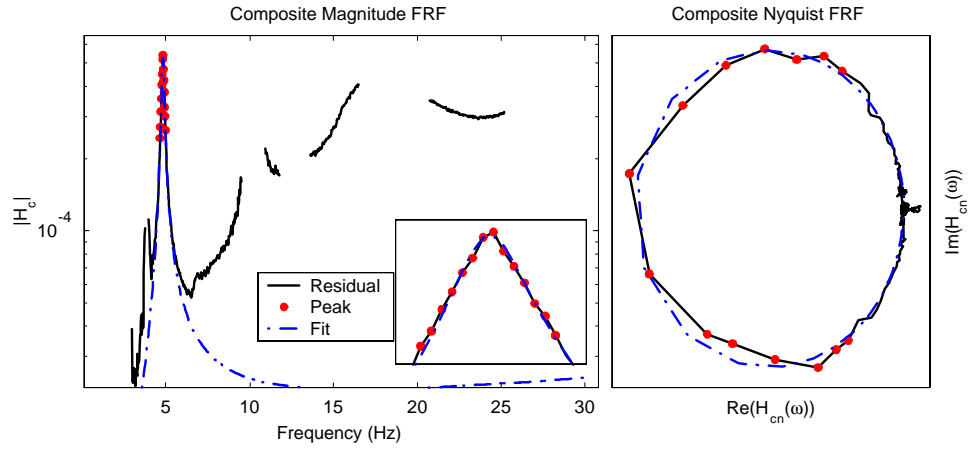 Composite Magnitude FRF
Composite Nyquist FRF
|H_c|
10^-4
Residual
Peak
Fit
5 10 15 20 25 30
Frequency (Hz)
Re(H_cn(ω))
Im(H_cn(ω))